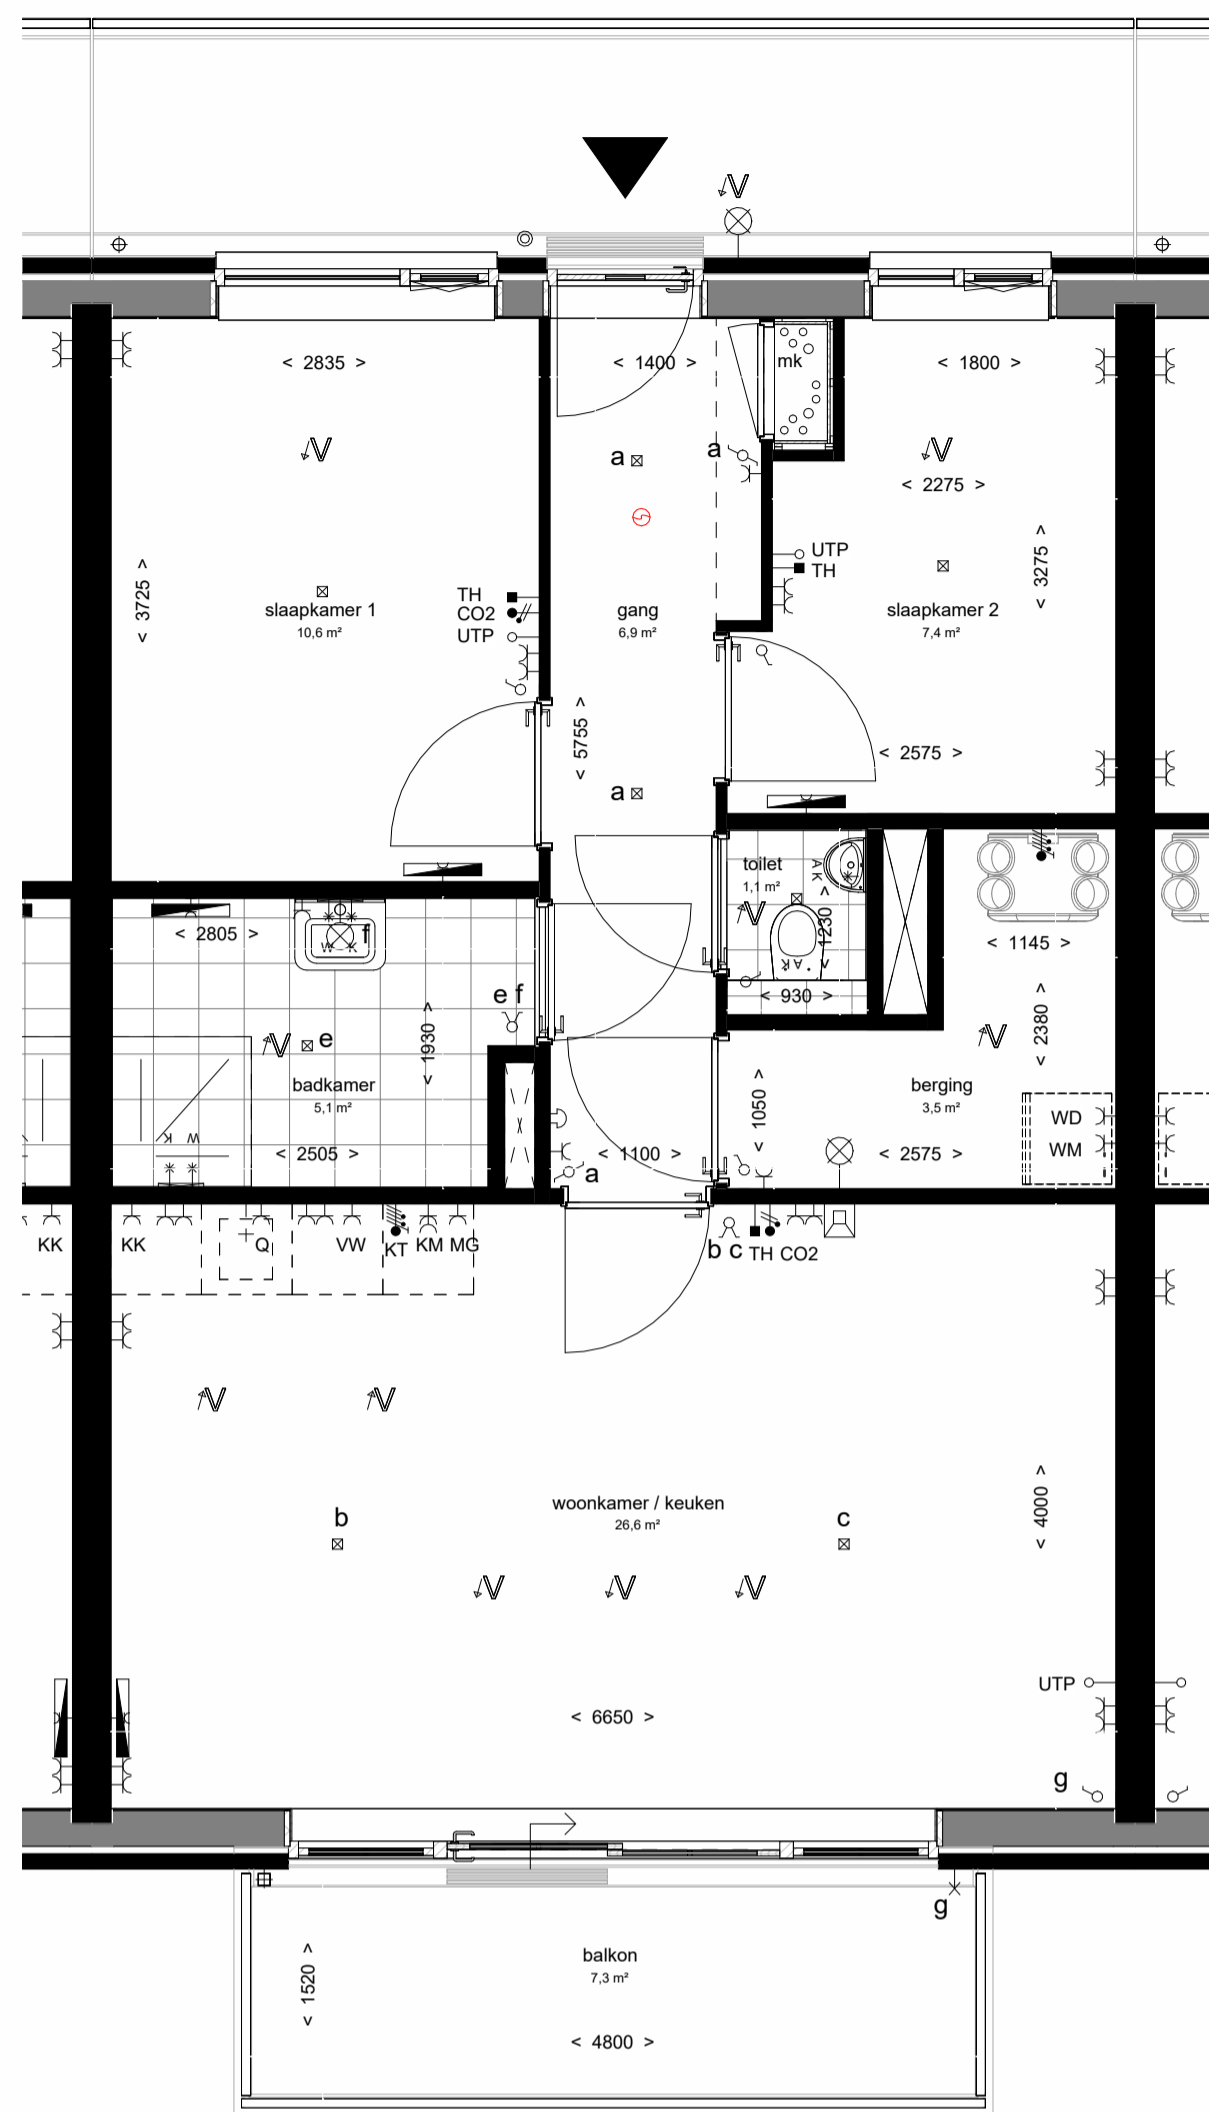 V
< 2835 >
< 1400 >
mk
< 1800 >
V
a
a
V
< 2275 >
< 3725 >
TH
CO2
UTP
UTP
TH
< 3275 >
slaapkamer 1
10,6 m²
gang
6,9 m²
slaapkamer 2
7,4 m²
< 5755 >
< 2575 >
a
toilet
1,1 m²
AK
V
< 1230 >
AK
< 930 >
< 2805 >
f
W K
< 1145 >
e f
< 1930 >
V
e
V
< 2380 >
badkamer
5,1 m²
< 1050 >
berging
3,5 m²
WD
WM
K W
< 2505 >
< 1100 >
a
< 2575 >
KK
KK
Q
VW
KT
KM
MG
b c
TH
CO2
V
V
woonkamer / keuken
26,6 m²
b
c
< 4000 >
V
V
V
UTP
< 6650 >
g
g
balkon
7,3 m²
< 1520 >
< 4800 >